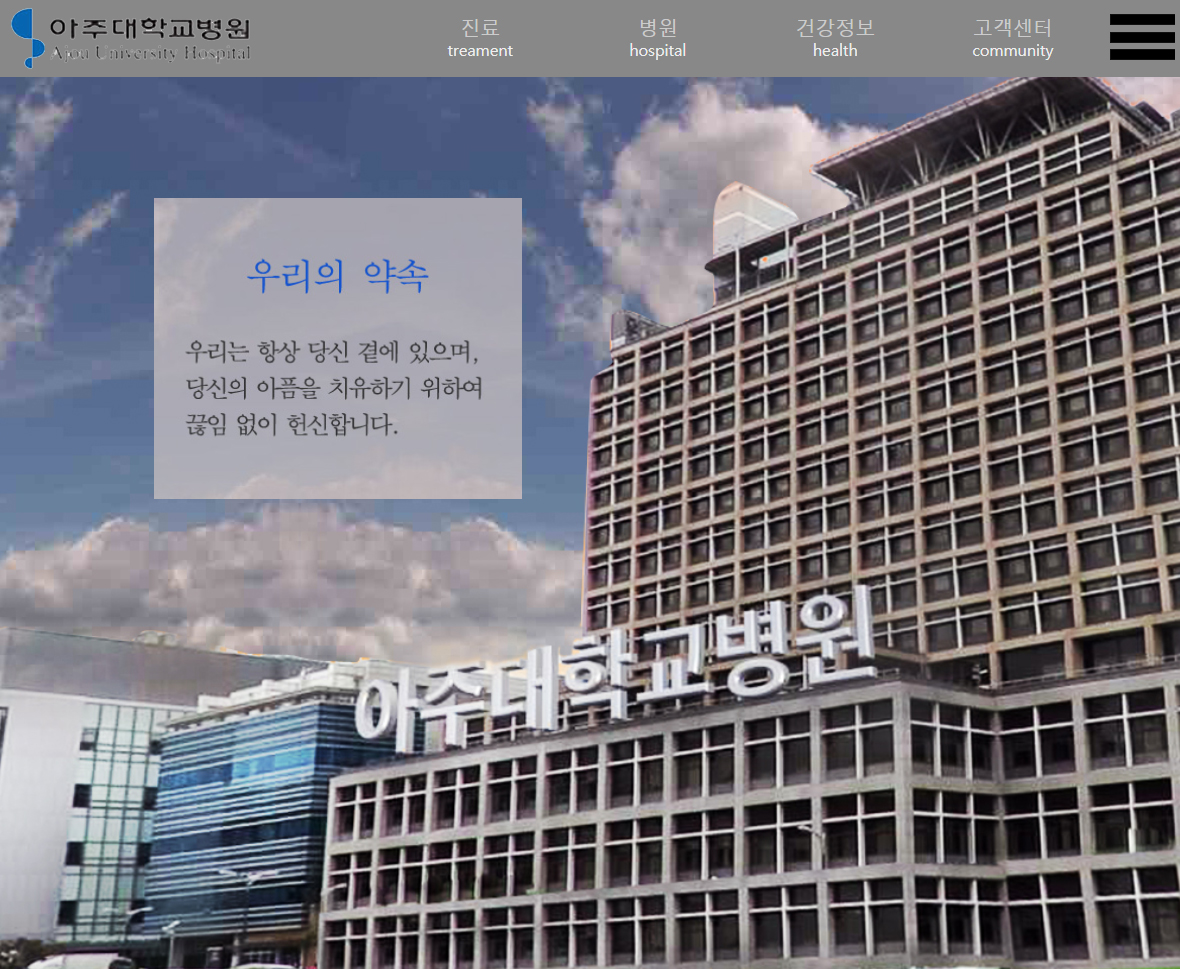 아주대학교병원
Ajou University Hospital
진료
treament
병원
hospital
건강정보
health
고객센터
community
우리의 약속
우리는 항상 당신 곁에 있으며,
당신의 아픔을 치유하기 위하여
끊임 없이 헌신합니다.
아주대학교병원